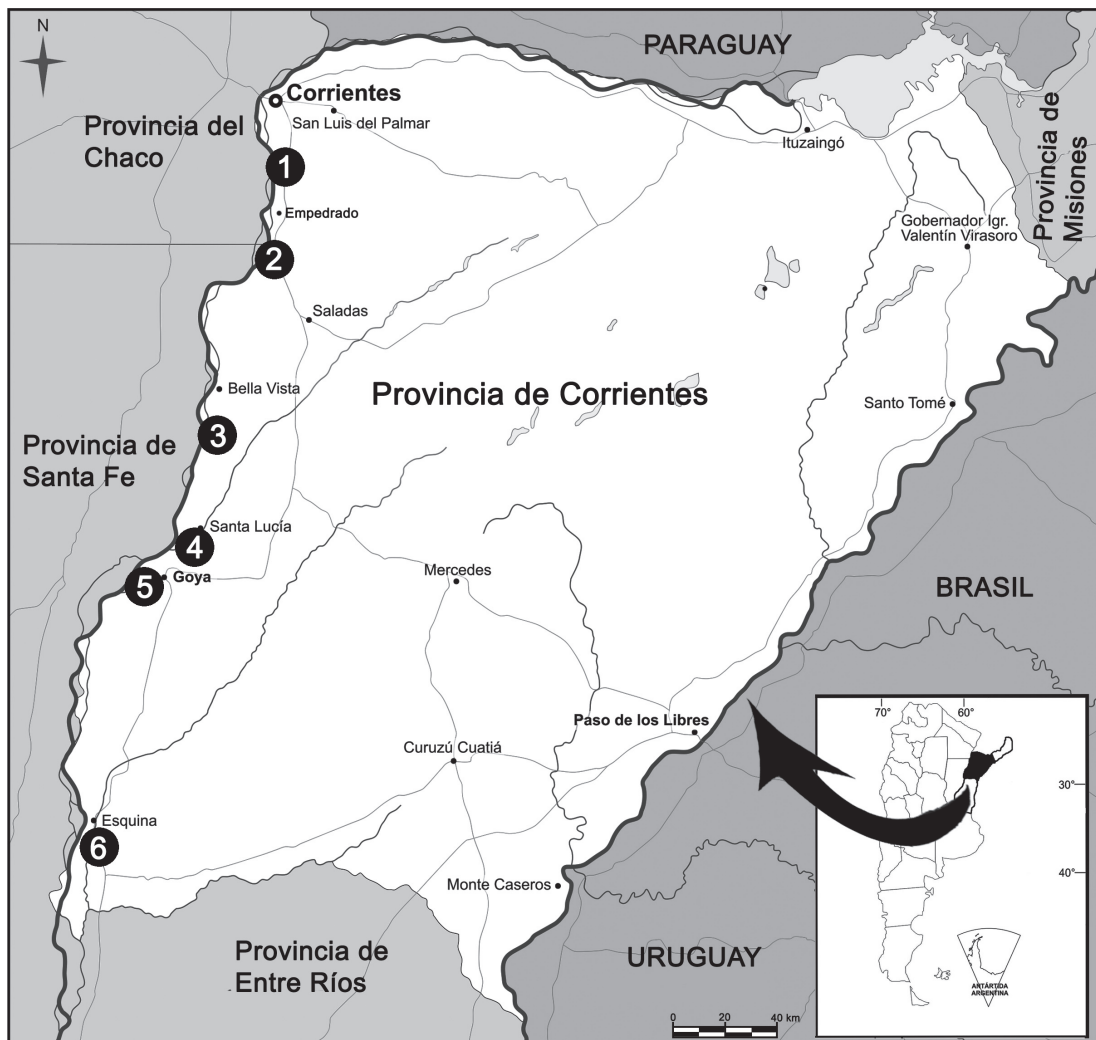 N
PARAGUAY
Corrientes
San Luis del Palmar
Provincia del
Chaco
Ituzaingó
Provincia de
Misiones
1
Empedrado
Gobernador Igr.
Valentín Virasoro
2
Saladas
Bella Vista
Provincia de Corrientes
Santo Tomé
3
Provincia de
Santa Fe
Santa Lucía
4
Goya
5
Mercedes
BRASIL
Paso de los Libres
Curuzú Cuatiá
Esquina
6
Monte Caseros
Provincia de
Entre Ríos
URUGUAY
0 20 40 km
70° 60°
30°
40°
ANTÁRTIDA
ARGENTINA